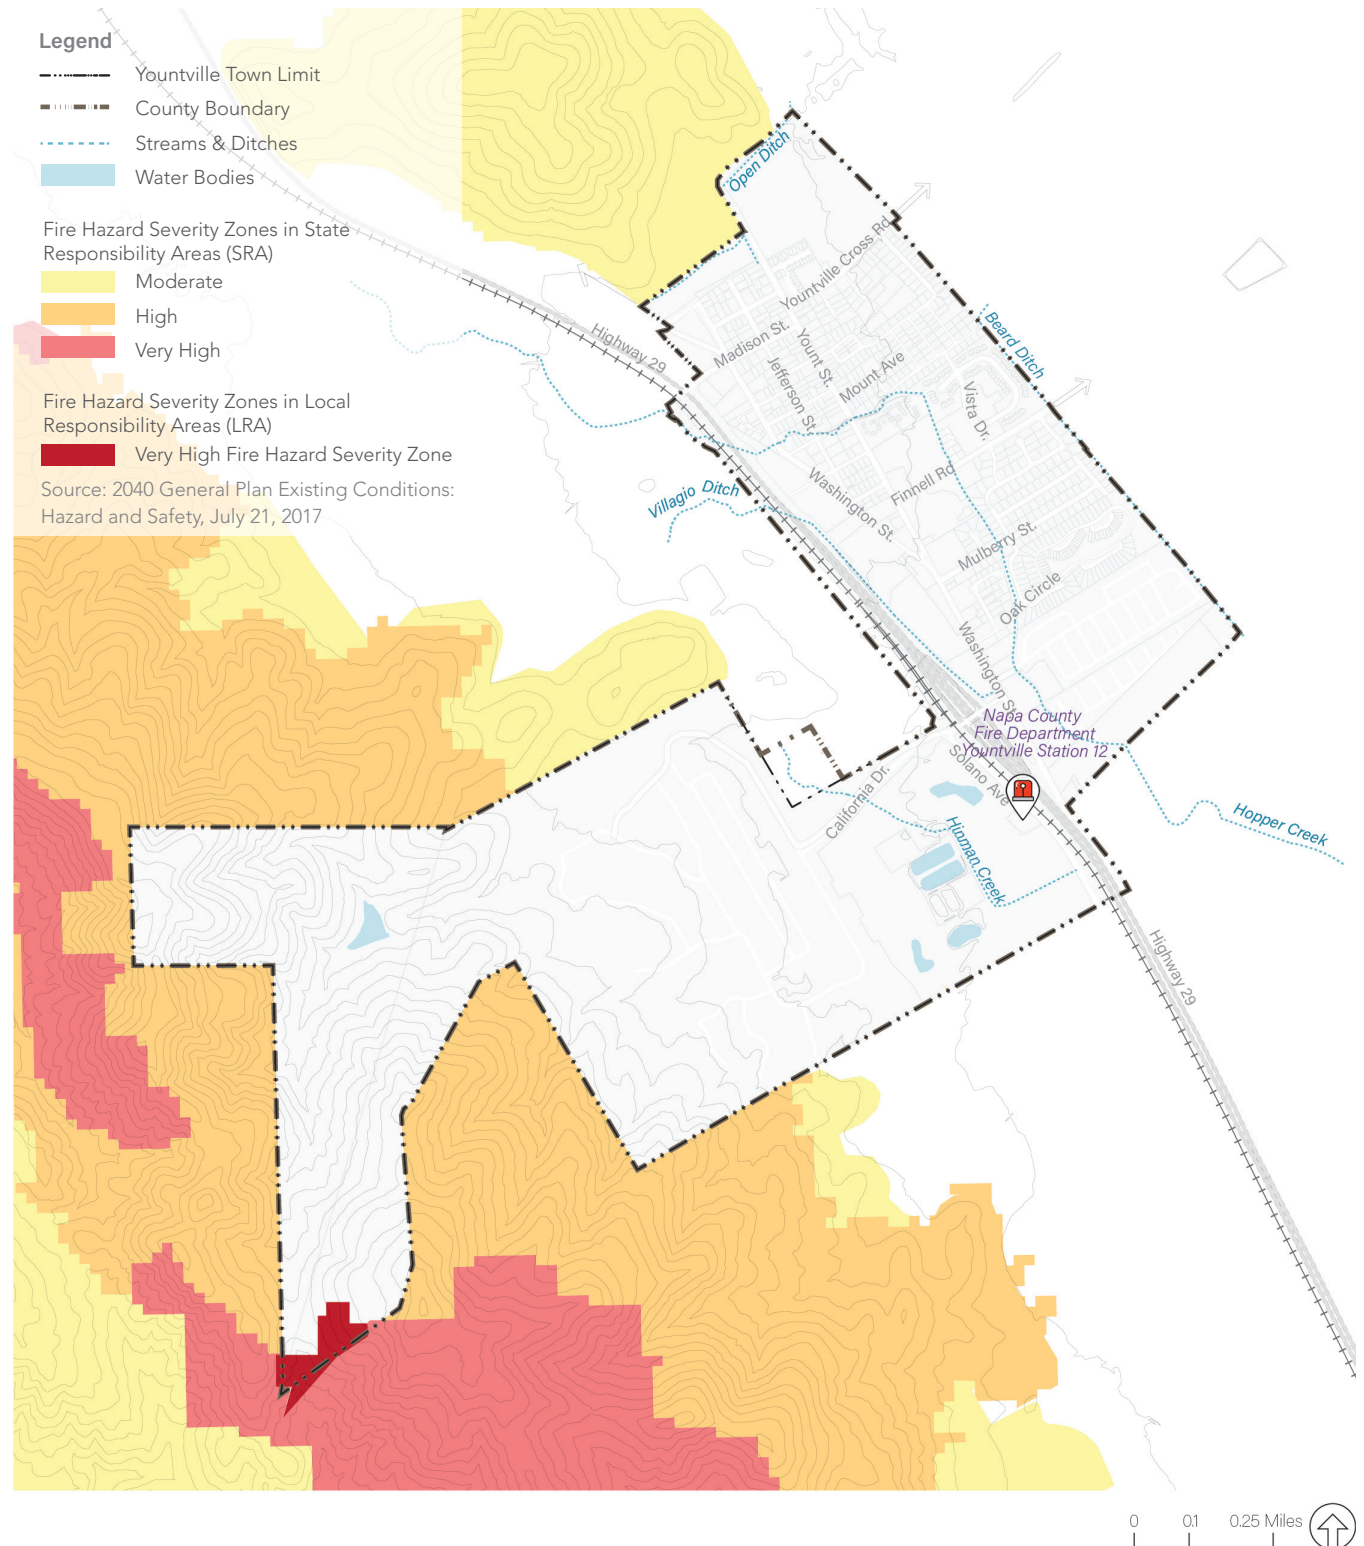 Legend
Yountville Town Limit
County Boundary
Streams & Ditches
Water Bodies
Fire Hazard Severity Zones in State
Responsibility Areas (SRA)
Moderate
High
Very High
Fire Hazard Severity Zones in Local
Responsibility Areas (LRA)
Very High Fire Hazard Severity Zone
Source: 2040 General Plan Existing Conditions:
Hazard and Safety, July 21, 2017
Open Ditch
Yountville Cross Rd
Highway 29
Madison St.
Yount St.
Jefferson St
Mount Ave
Beard Ditch
Vista Dr.
Villagio Ditch
Washington St.
Finnell Rd
Mulberry St.
Oak Circle
Washington St.
Napa County
Fire Department
Yountville Station 12
Solano Ave
California Dr.
Hinman Creek
Hopper Creek
Highway 29
0 0.1 0.25 Miles